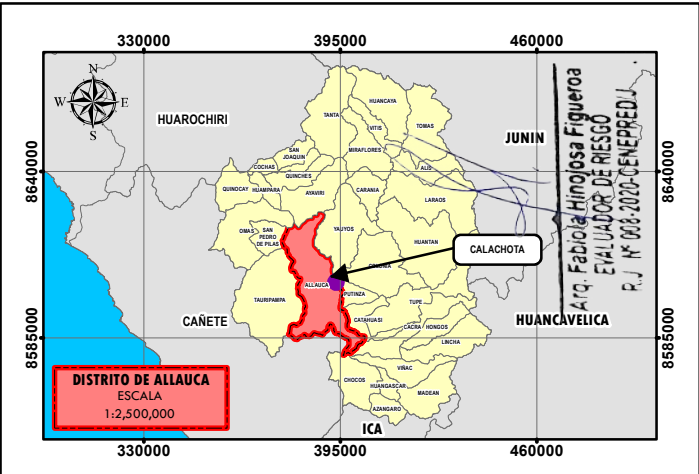 330000
395000
460000
N
W
E
S
HUAROCHIRI
JUNIN
8640000
8640000
HUANCAYA
TANTA
VITIS
TOMAS
SAN
JOAQUIN
MIRAFLORES
COCHAS
ALIS
QUINCHES
QUINOCAY
HUAMPARA
AYAVIRI
CARANIA
LARAOS
OMAS
SAN
PEDRO
DE PILAS
YAUYOS
HUANTAN
CALACHOTA
ALLAUCA
PUTINZA
TAURIPAMPA
TUPE
CATAHUASI
CAÑETE
CACRA
HONGOS
HUANCAVELICA
LINCHA
8585000
8585000
VIÑAC
CHOCOS
HUANGASCAR
MADEAN
AZANGARO
ICA
DISTRITO DE ALLAUCA
ESCALA
1:2,500,000
330000
395000
460000
Arq. Fabiola Hinojosa Figueroa
EVALUADOR DE RIESGO
R.J Nº 008-2020-CENEPRED/J